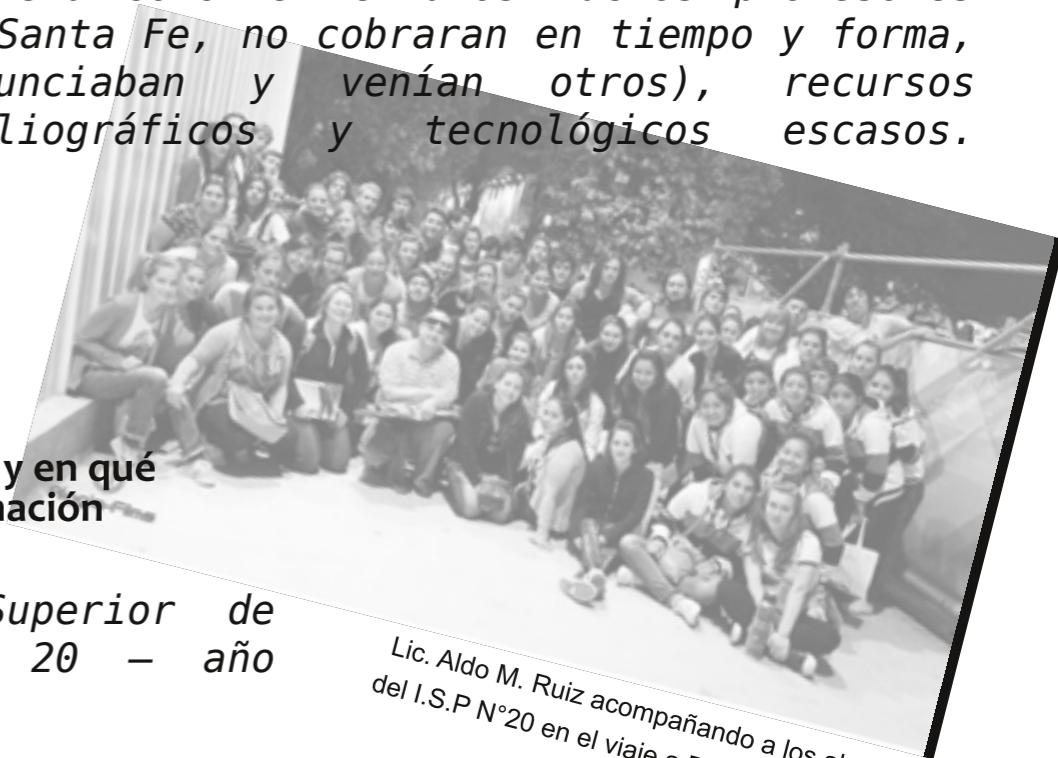 Santa Fe, no cobraran en tiempo y forma,
unciaban y venían otros), recursos
liográficos y tecnológicos escasos.
y en qué
nación
Superior de
20 – año
Lic. Aldo M. Ruiz acompañando a los
del I.S.P N°20 en el viaje a